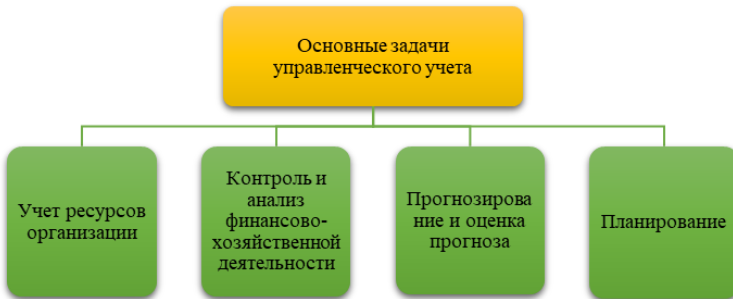 Основные задачи
управленческого учета
Учет ресурсов
организации
Контроль и
анализ
финансово-
хозяйственной
деятельности
Прогнозирова
ние и оценка
прогноза
Планирование